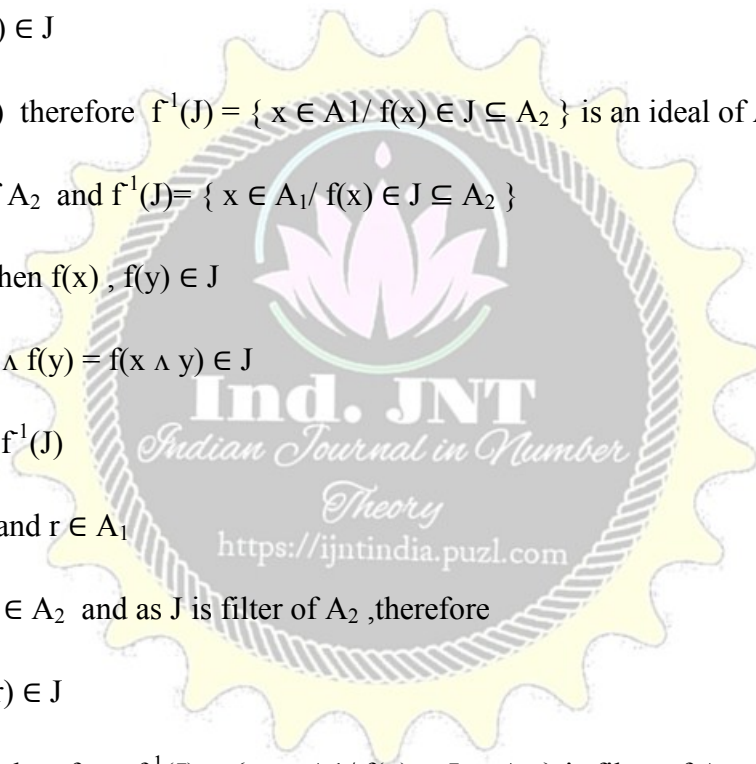 ) ∈ J
) therefore f⁻¹(J) = { x ∈ A1/ f(x) ∈ J ⊆ A₂ } is an ideal of
A₂ and f⁻¹(J)= { x ∈ A₁/ f(x) ∈ J ⊆ A₂ }
hen f(x) , f(y) ∈ J
∧ f(y) = f(x ∧ y) ∈ J
f⁻¹(J)
Ind. JNT
Indian Journal in Number
Theory
and r ∈ A₁
https://ijntindia.puzl.com
∈ A₂ and as J is filter of A₂ ,therefore
r) ∈ J